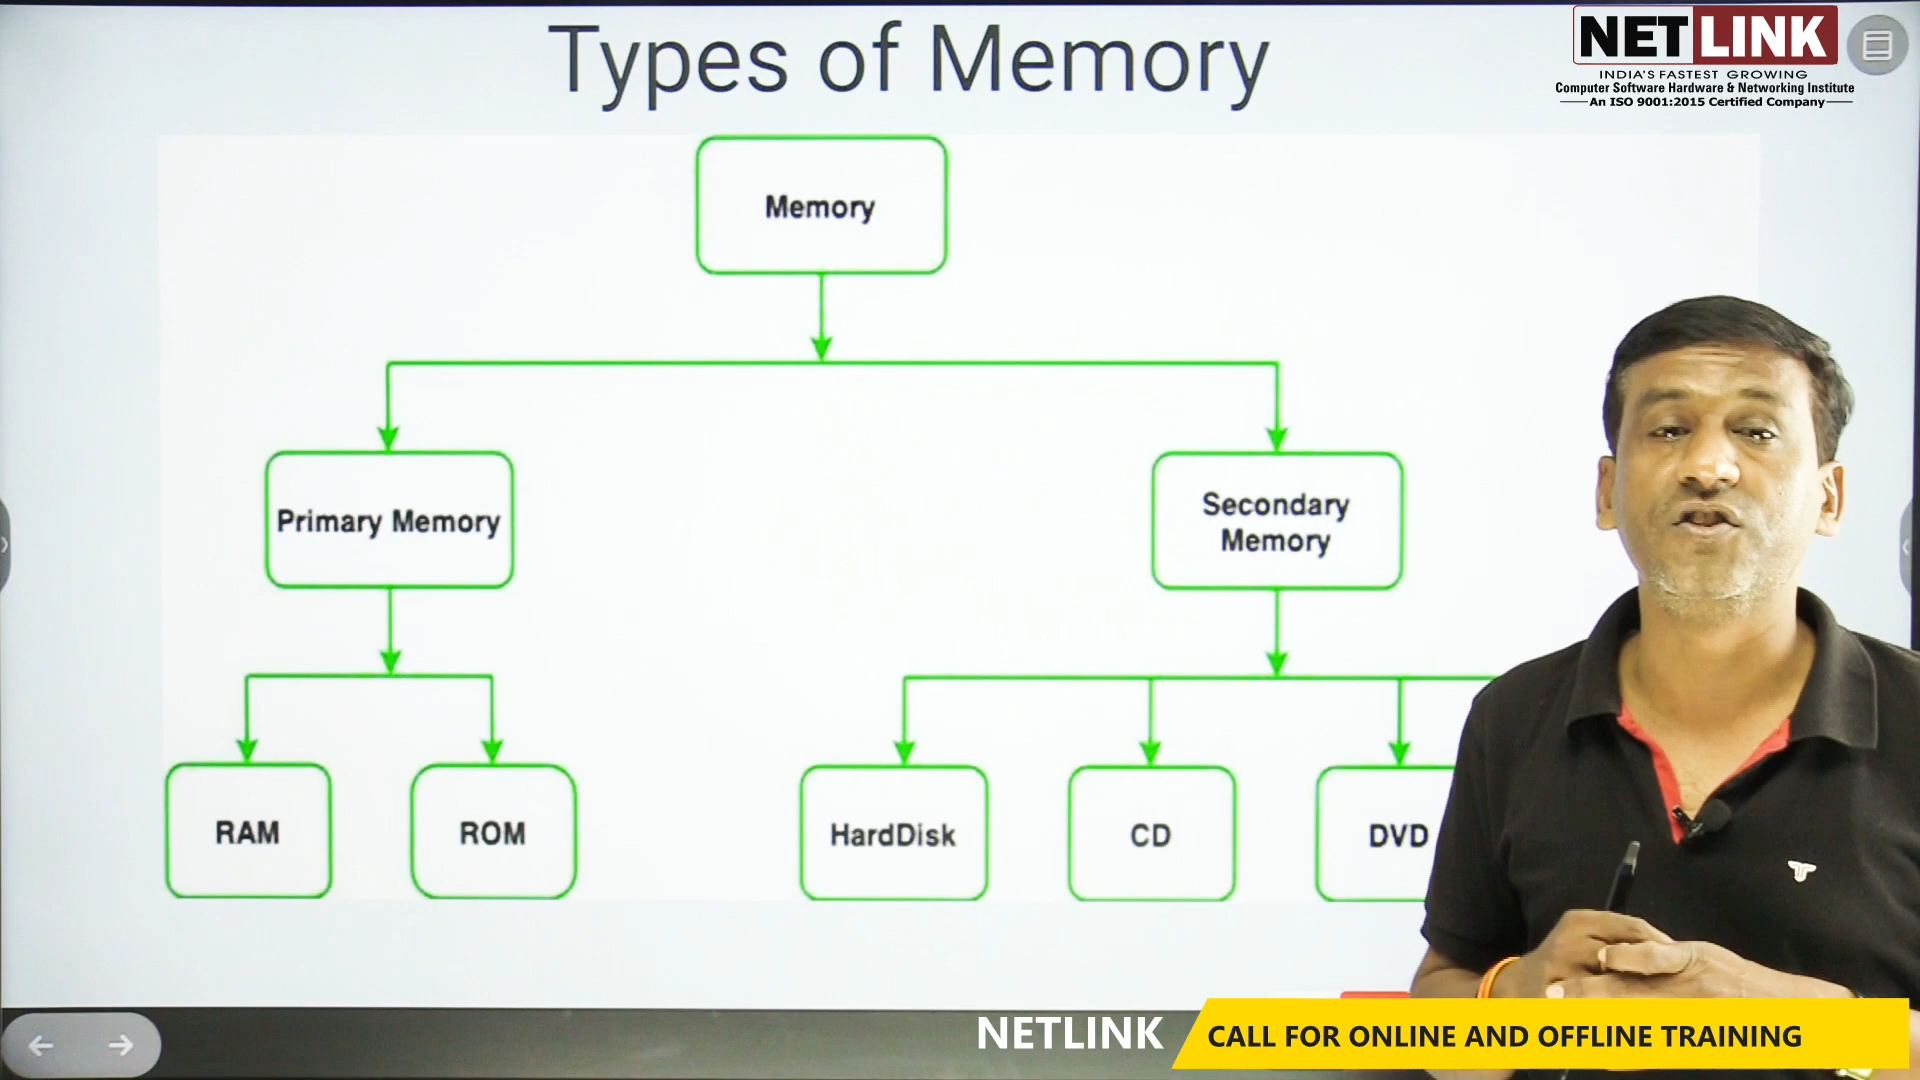 Types of Memory
NETLINK
INDIA'S FASTEST GROWING
Computer Software Hardware & Networking Institute
An ISO 9001:2015 Certified Company
Memory
Primary Memory
Secondary
Memory
RAM
ROM
HardDisk
CD
DVD
NETLINK
CALL FOR ONLINE AND OFFLINE TRAINING